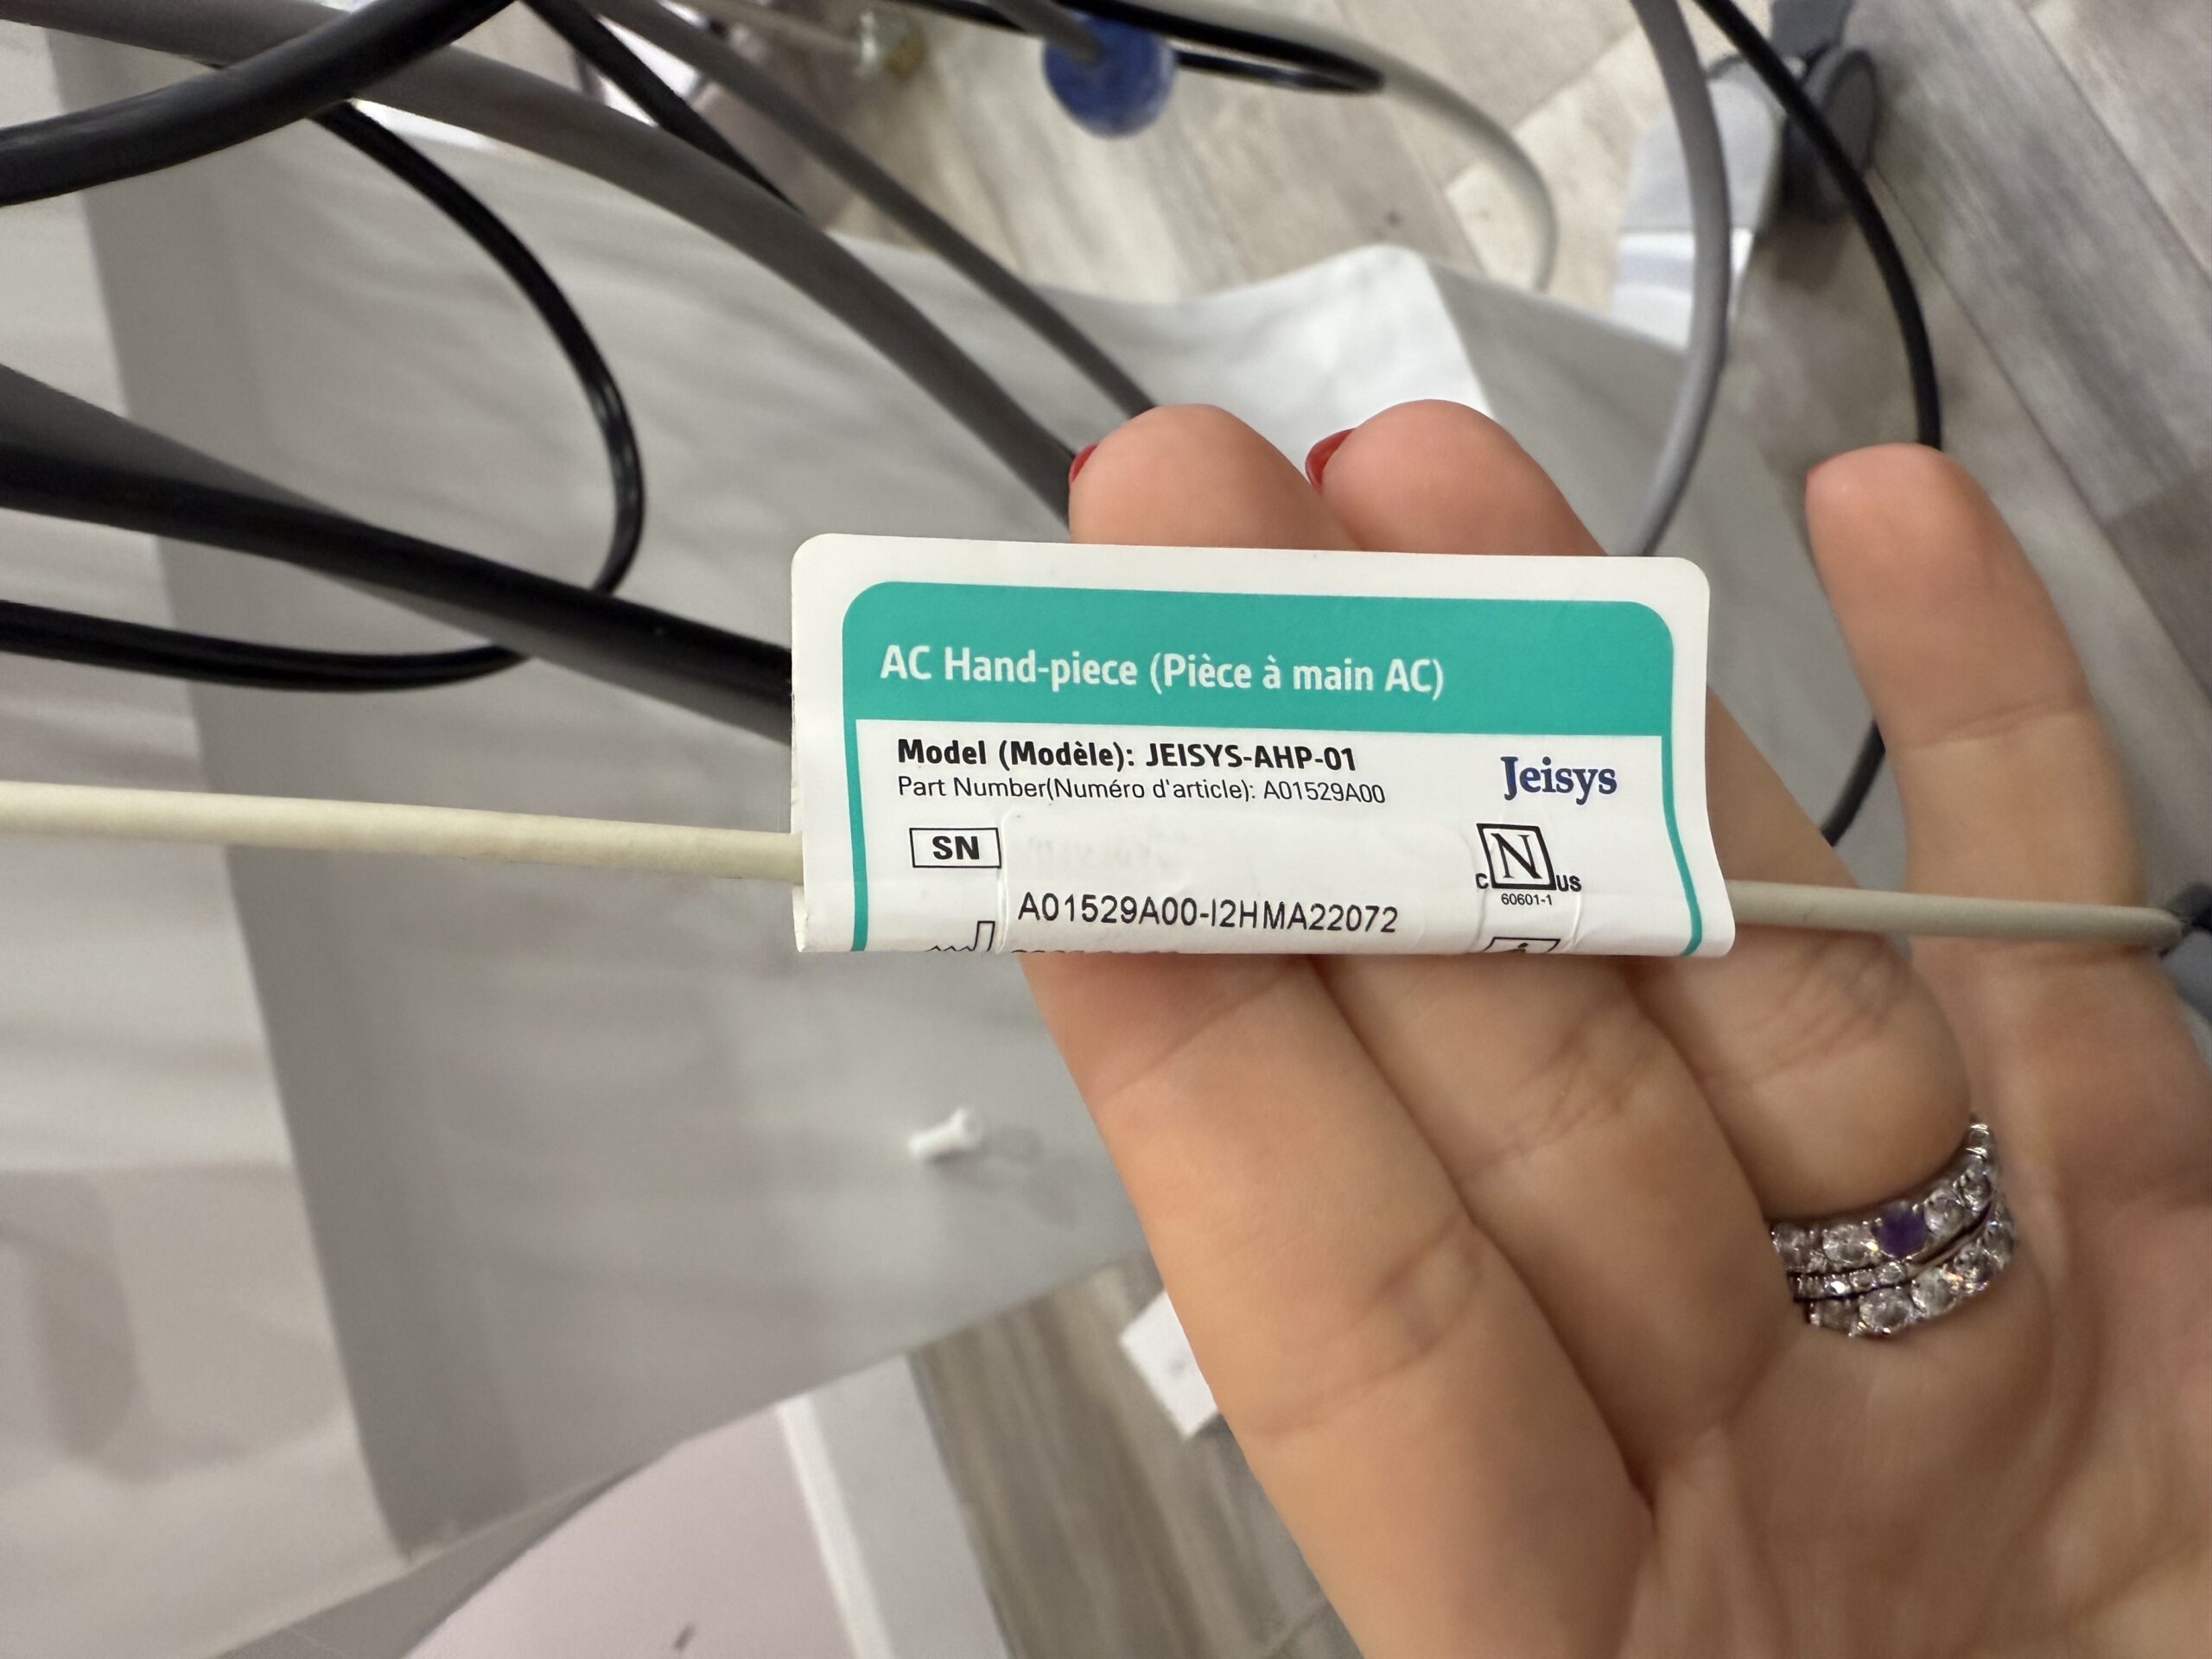 AC Hand-piece (Pièce à main AC)
Model (Modèle): JEISYS-AHP-01
Part Number(Numéro d'article): A01529A00
Jeisys
SN
A01529A00-I2HMA22072
C N US
60601-1